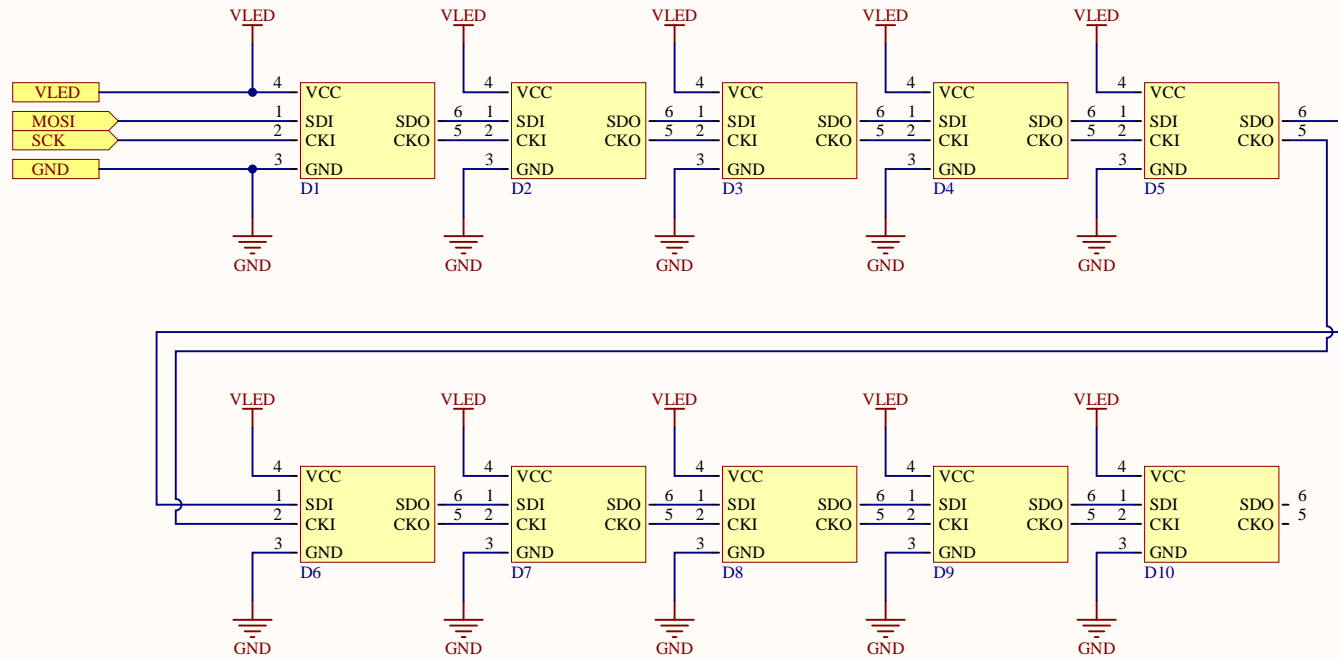 VLED VLED VLED VLED VLED
VLED 4 VCC 4 VCC 4 VCC 4 VCC 4 VCC
MOSI 1 SDI SDO 6 1 SDI SDO 6 1 SDI SDO 6 1 SDI SDO 6 1 SDI SDO 6
SCK 2 CKI CKO 5 2 CKI CKO 5 2 CKI CKO 5 2 CKI CKO 5 2 CKI CKO 5
GND 3 GND 3 GND 3 GND 3 GND 3 GND
D1 D2 D3 D4 D5
GND GND GND GND GND
VLED VLED VLED VLED VLED
4 VCC 4 VCC 4 VCC 4 VCC 4 VCC
1 SDI SDO 6 1 SDI SDO 6 1 SDI SDO 6 1 SDI SDO 6 1 SDI SDO 6
2 CKI CKO 5 2 CKI CKO 5 2 CKI CKO 5 2 CKI CKO 5 2 CKI CKO 5
3 GND 3 GND 3 GND 3 GND 3 GND
D6 D7 D8 D9 D10
GND GND GND GND GND